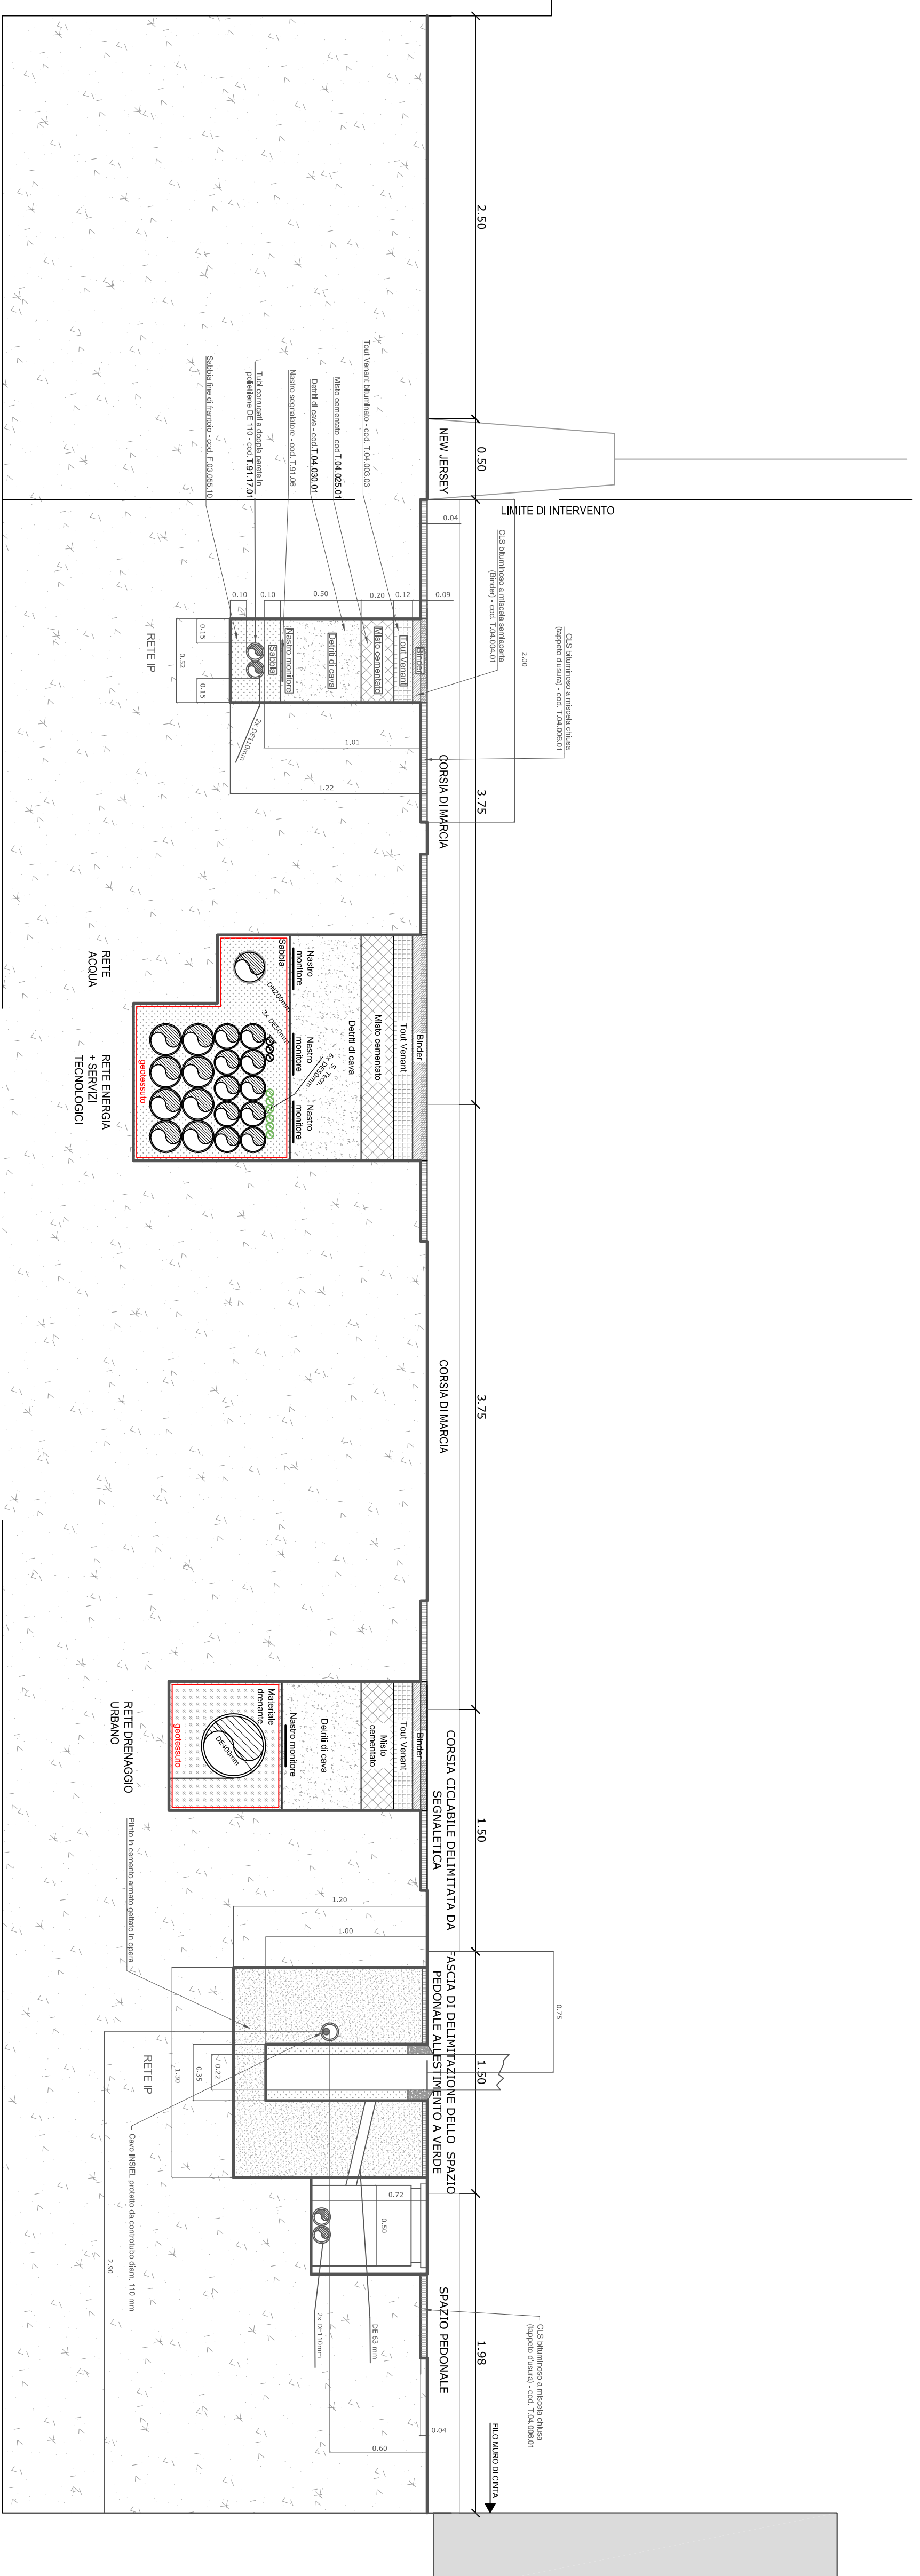 2.50
0.50
3.75
3.75
1.50
1.50
1.98
NEW JERSEY
LIMITE DI INTERVENTO
CORSIA DI MARCIA
CORSIA DI MARCIA
CORSIA CICLABILE DELIMITATA DA
SEGNALETICA
FASCIA DI DELIMITAZIONE DELLO SPAZIO
PEDONALE ALLESTIMENTO A VERDE
SPAZIO PEDONALE
FILO MURO DI CINTA
CLS bituminoso a miscela chiusa
(tappeto d'usura) - cod. T.04.006.01
2.00
CLS bituminoso a miscela semiaperta
(Binder) - cod. T.04.004.01
0.04
Tout Venant bituminato - cod. T.04.003.03
Misto cementato- cod T.04.025.01
Detriti di cava - cod.T.04.030.01
Nastro segnalatore - cod. T.91.06
Tubi corrugati a doppia parete in
polietilene DE 110 - cod.T.91.17.01
Sabbia fine di frantoio - cod. F.03.055.10
0.09
0.12
0.20
0.50
0.10
0.10
Binder
Tout Venant
Misto cementato
Detriti di cava
Nastro monitore
Sabbia
0.15
0.15
0.52
2x DE110mm
1.01
1.22
RETE IP
Binder
Tout Venant
Misto cementato
Detriti di cava
Nastro
monitore
Nastro
monitore
Nastro
monitore
Sabbia
DN200mm
3x DE50mm
S. Tecn.
6x DE50mm
geotessuto
RETE
ACQUA
RETE ENERGIA
+ SERVIZI
TECNOLOGICI
Binder
Tout Venant
Misto
cementato
Detriti di cava
Nastro monitore
Materiale
drenante
DE400mm
geotessuto
RETE DRENAGGIO
URBANO
Plinto in cemento armato gettato in opera
1.20
1.00
0.75
0.22
0.35
1.30
RETE IP
Cavo INSIEL protetto da controtubo diam. 110 mm
2.90
0.72
0.50
DE 63 mm
2x DE110mm
CLS bituminoso a miscela chiusa
(tappeto d'usura) - cod. T.04.006.01
0.04
0.60